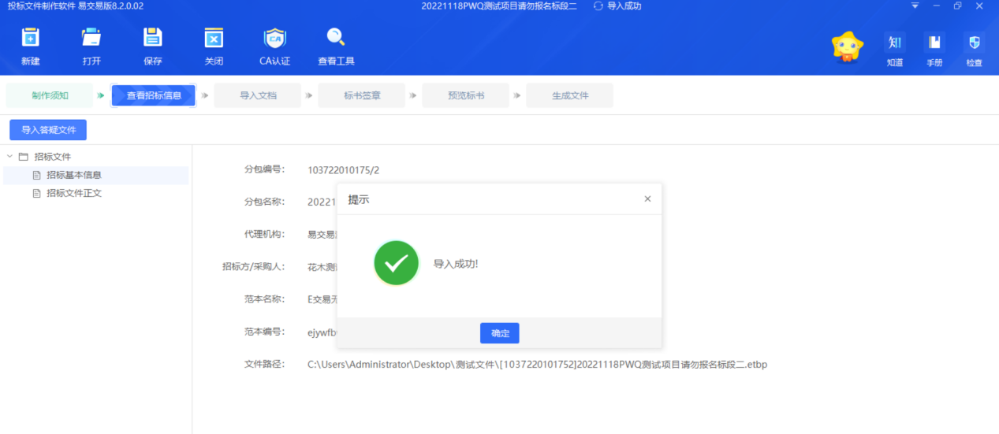 投标文件制作软件 易交易版8.2.0.02
20221118PWQ测试项目请勿报名标段二 导入成功
新建 打开 保存 关闭 CA认证 查看工具 知道 手册 检查
制作须知 查看招标信息 导入文档 标书签章 预览标书 生成文件
导入答疑文件
招标文件
招标基本信息
招标文件正文
分包编号： 103722010175/2
分包名称： 20221
代理机构： 易交易
招标方/采购人： 花木测
范本名称： E交易
范本编号： ejywfb
文件路径： C:\Users\Administrator\Desktop\测试文件\[1037220101752]20221118PWQ测试项目请勿报名标段二.etbp
提示
导入成功!
确定